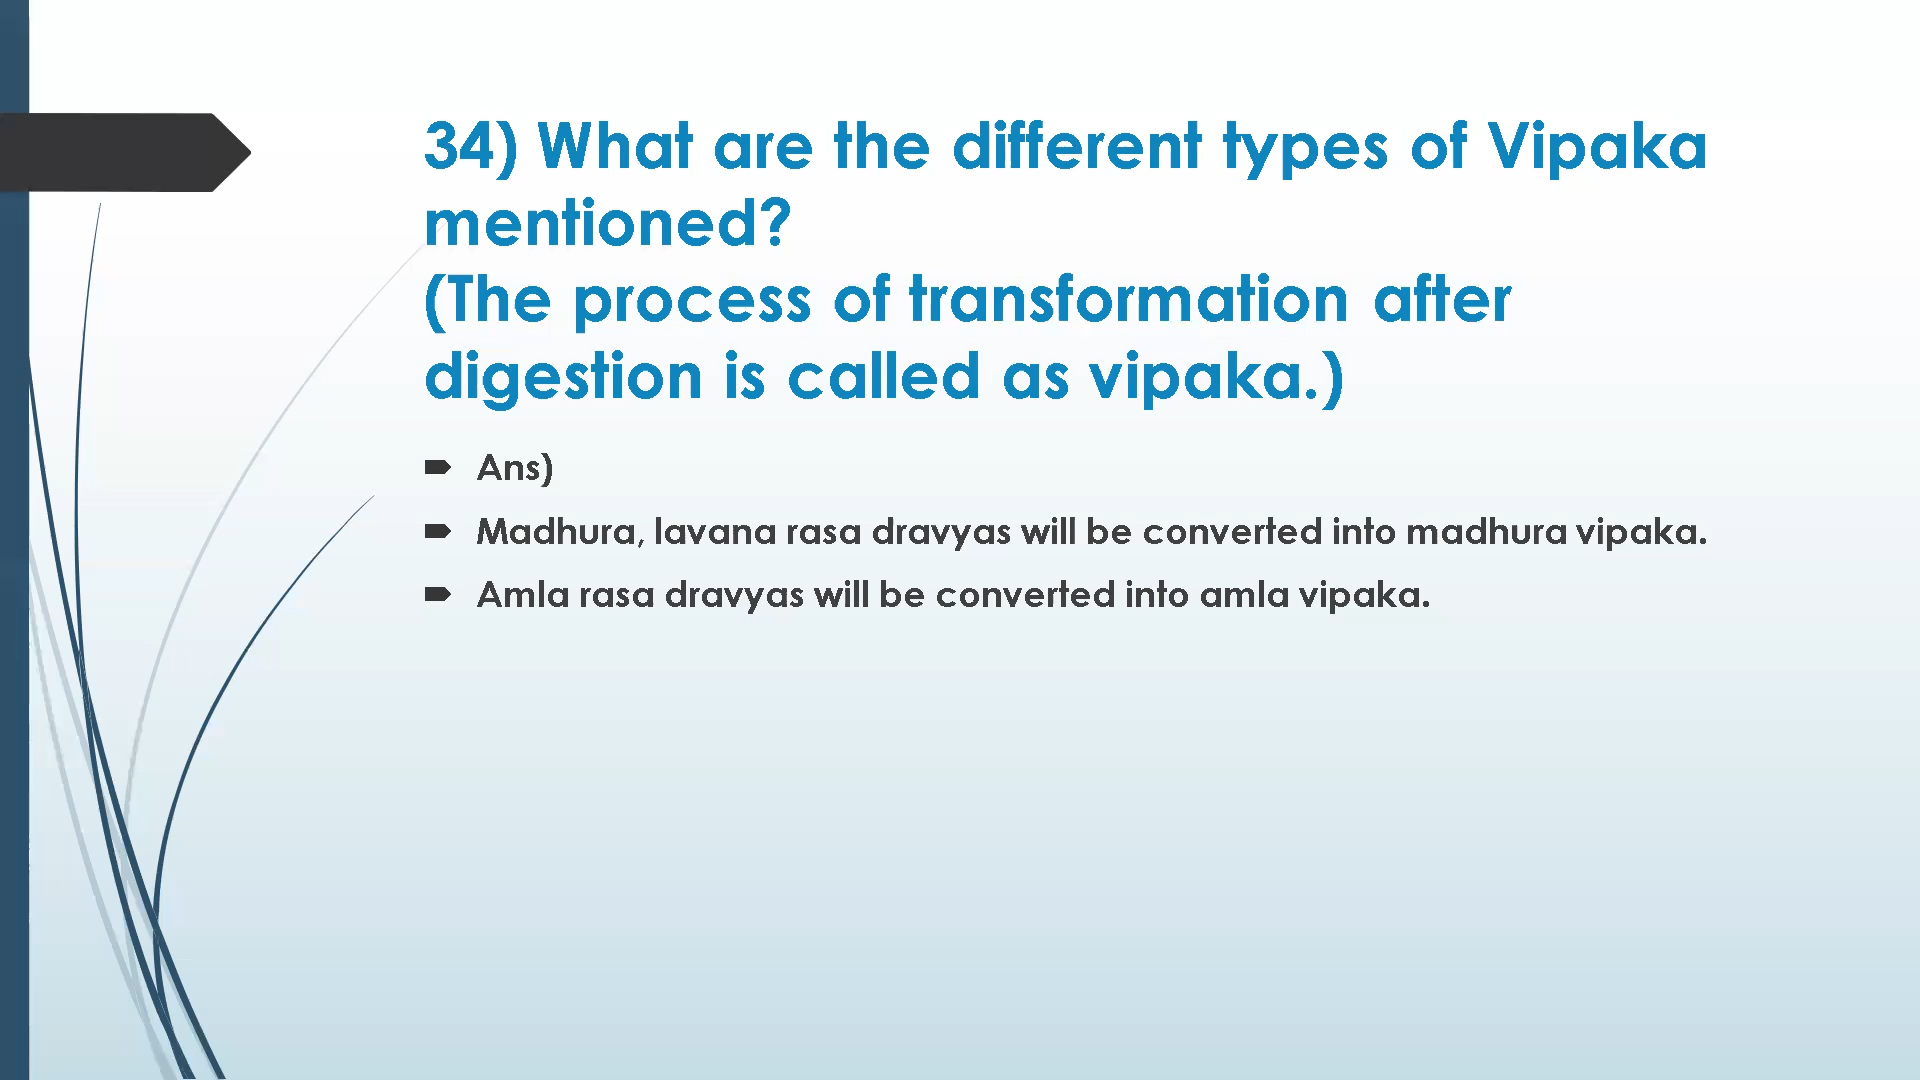 34) What are the different types of Vipaka
mentioned?
(The process of transformation after
digestion is called as vipaka.)
Ans)
Madhura, lavana rasa dravyas will be converted into madhura vipaka.
Amla rasa dravyas will be converted into amla vipaka.